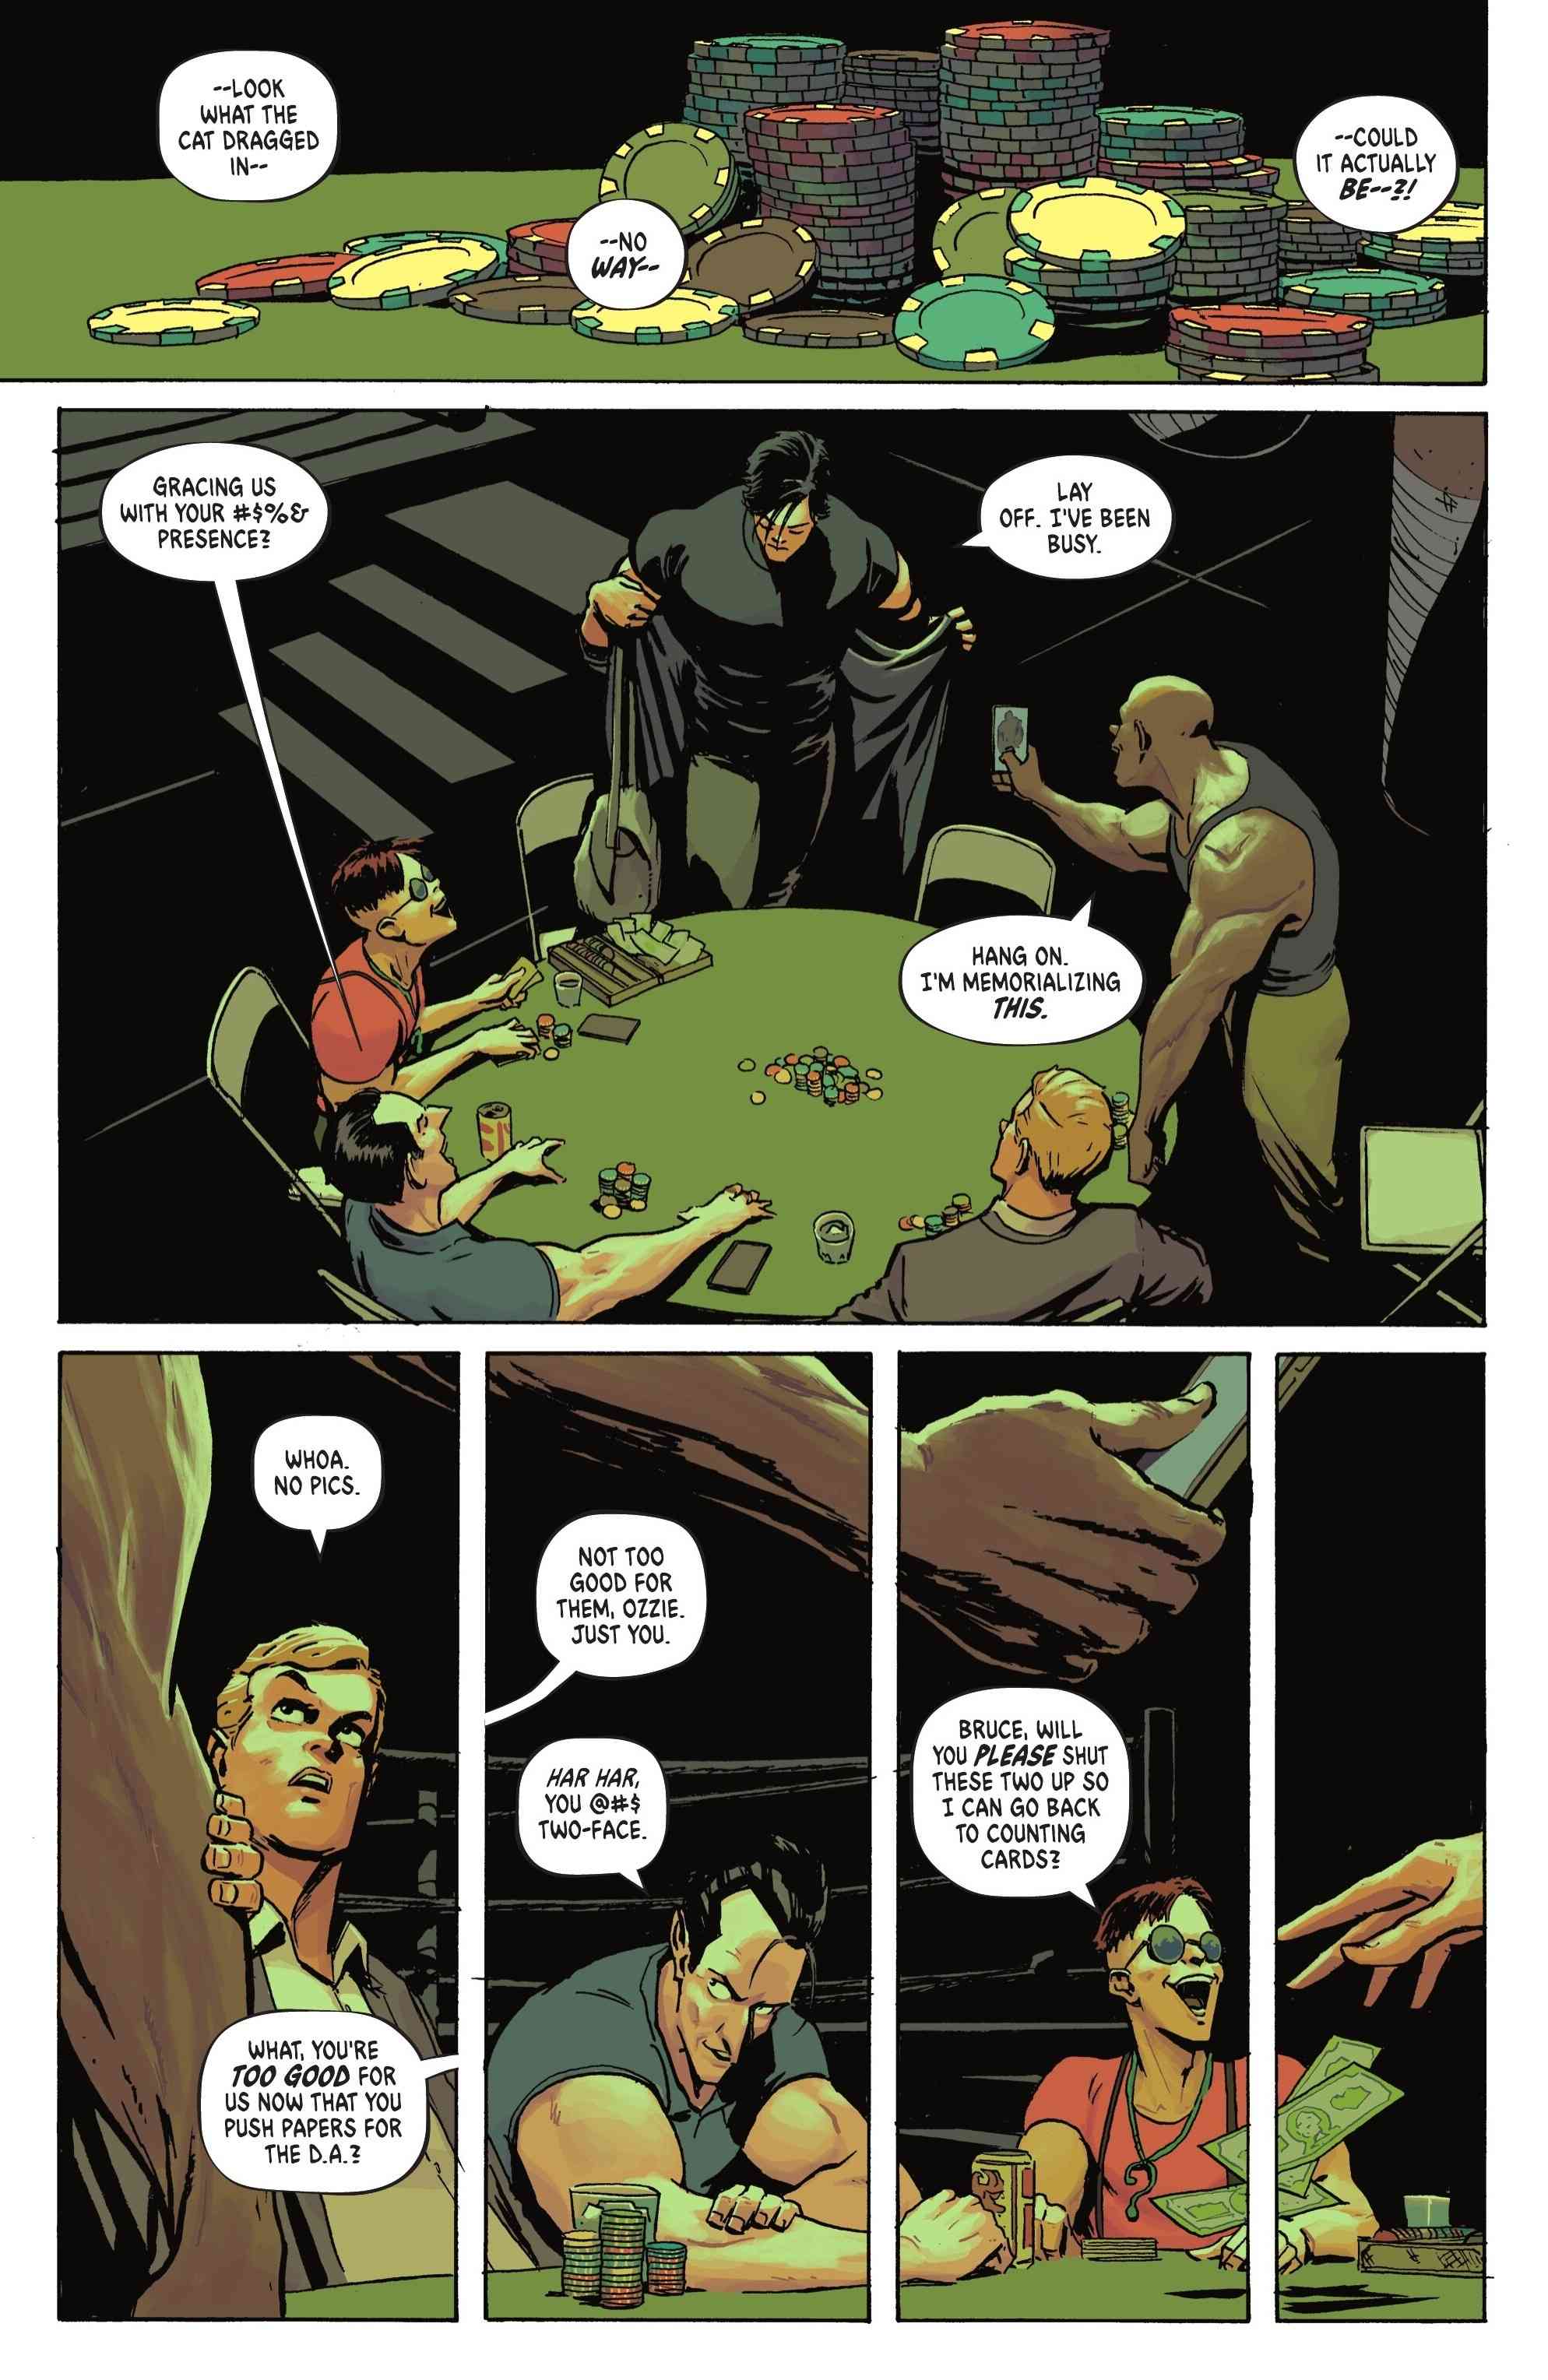 --LOOK
WHAT THE
CAT DRAGGED
IN--
--NO
WAY--
--COULD
IT ACTUALLY
BE--?!
GRACING US
WITH YOUR #$%&
PRESENCE?
LAY
OFF. I'VE BEEN
BUSY.
HANG ON.
I'M MEMORIALIZING
THIS.
WHOA.
NO PICS.
WHAT, YOU'RE
TOO GOOD FOR
US NOW THAT YOU
PUSH PAPERS FOR
THE D.A.?
NOT TOO
GOOD FOR
THEM, OZZIE.
JUST YOU.
HAR HAR,
YOU @#$
TWO-FACE.
BRUCE, WILL
YOU PLEASE SHUT
THESE TWO UP SO
I CAN GO BACK
TO COUNTING
CARDS?